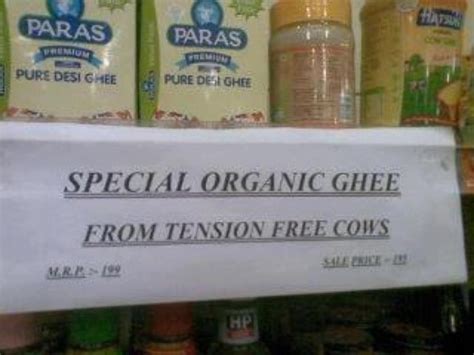 PARAS
PREMIUM
PURE DESI GHEE
PARAS
PREMIUM
PURE DESI GHEE
HATSUN
SPECIAL ORGANIC GHEE
FROM TENSION FREE COWS
M.R.P. :- 199
SALE PRICE :- 195
HP